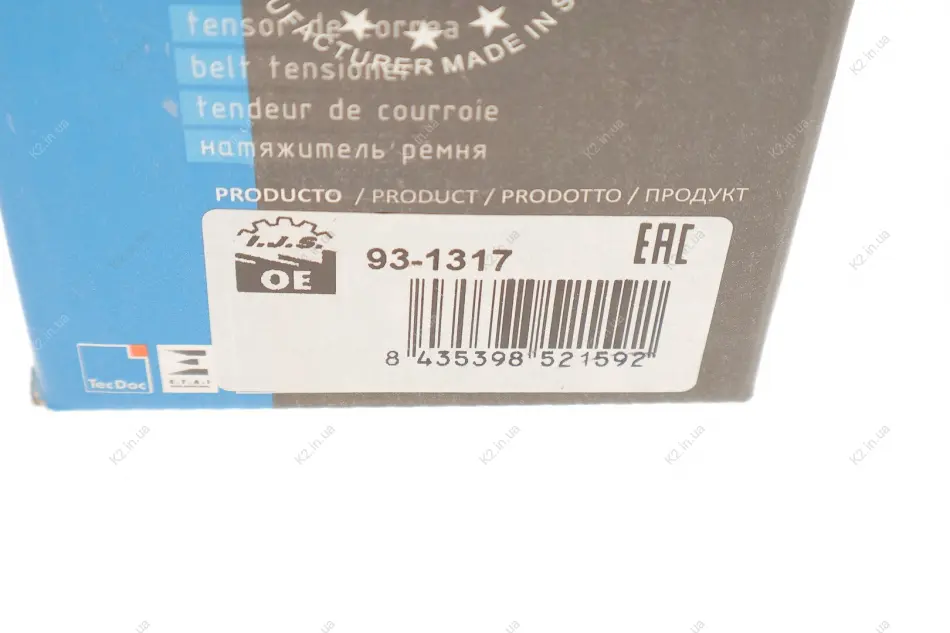 tensor de correa
MANUFACTURER MADE IN S
belt tensioner
tendeur de courroie
натяжитель ремня
PRODUCTO / PRODUCT / PRODOTTO / ПРОДУКТ
I.J.S.
OE
93-1317
EAC
8 435398 521592
TecDoc
E.T.A.I
K2.in.ua